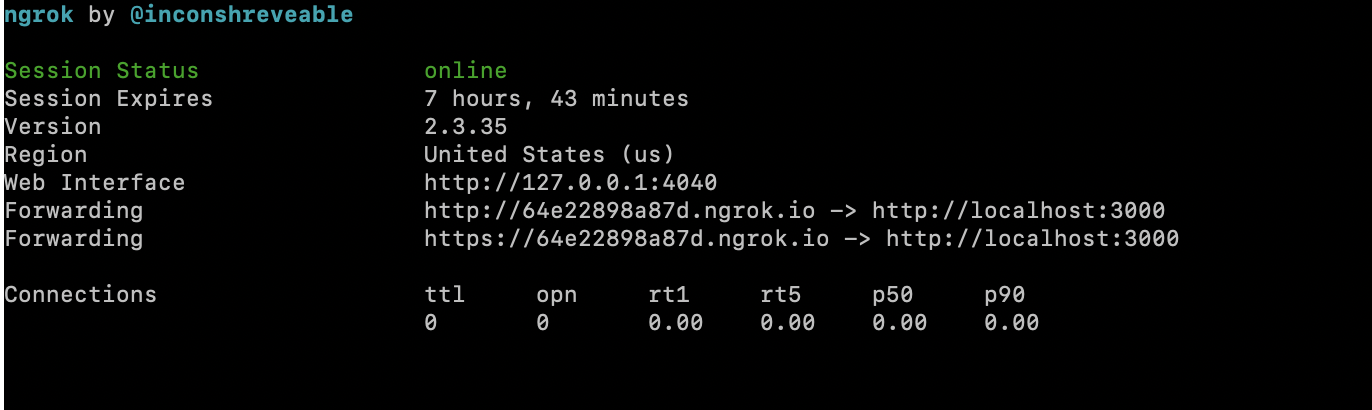 ngrok by @inconshreveable
Session Status online
Session Expires 7 hours, 43 minutes
Version 2.3.35
Region United States (us)
Web Interface http://127.0.0.1:4040
Forwarding http://64e22898a87d.ngrok.io -> http://localhost:3000
Forwarding https://64e22898a87d.ngrok.io -> http://localhost:3000
Connections ttl opn rt1 rt5 p50 p90
0 0 0.00 0.00 0.00 0.00